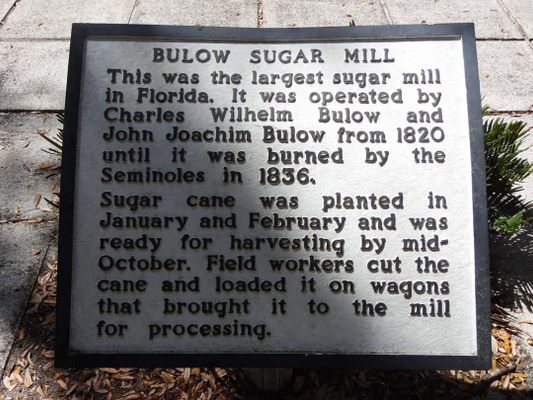 BULOW SUGAR MILL
This was the largest sugar mill
in Florida. It was operated by
Charles Wilhelm Bulow and
John Joachim Bulow from 1820
until it was burned by the
Seminoles in 1836.
Sugar cane was planted in
January and February and was
ready for harvesting by mid-
October. Field workers cut the
cane and loaded it on wagons
that brought it to the mill
for processing.